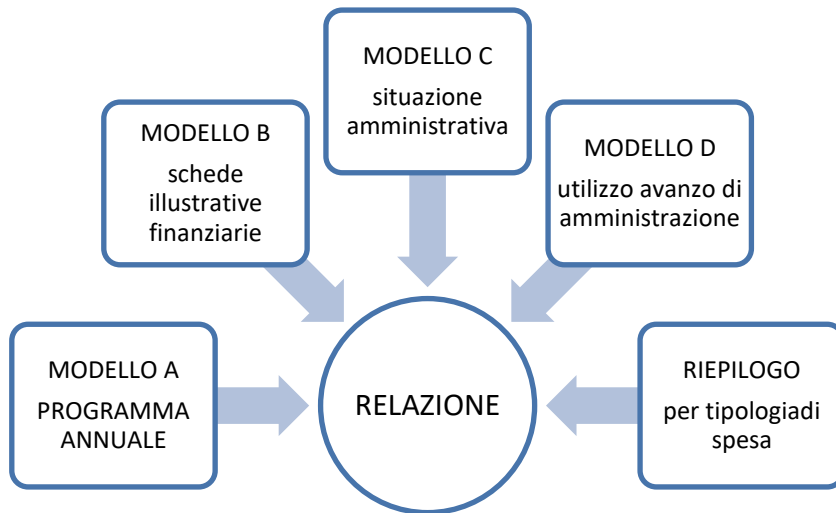 MODELLO A
PROGRAMMA
ANNUALE
MODELLO B
schede
illustrative
finanziarie
MODELLO C
situazione
amministrativa
MODELLO D
utilizzo avanzo di
amministrazione
RIEPILOGO
per tipologiadi
spesa
RELAZIONE